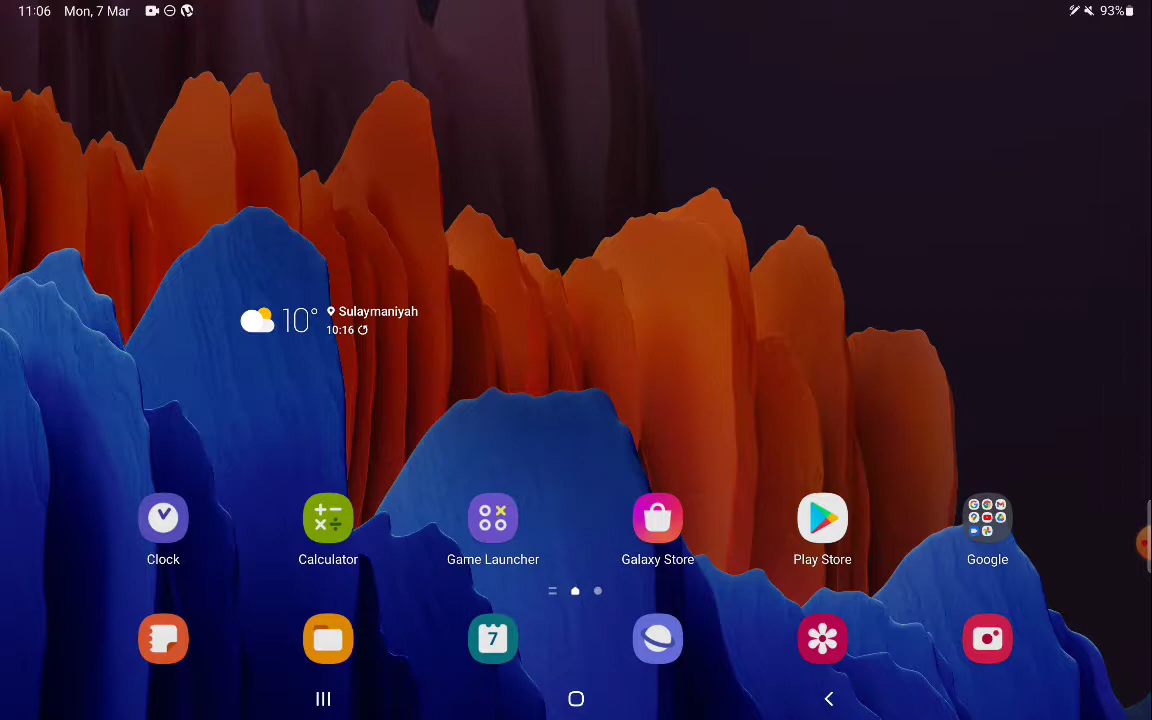 11:06 Mon, 7 Mar 93%
10° Sulaymaniyah
10:16
Clock Calculator Game Launcher Galaxy Store Play Store Google
7